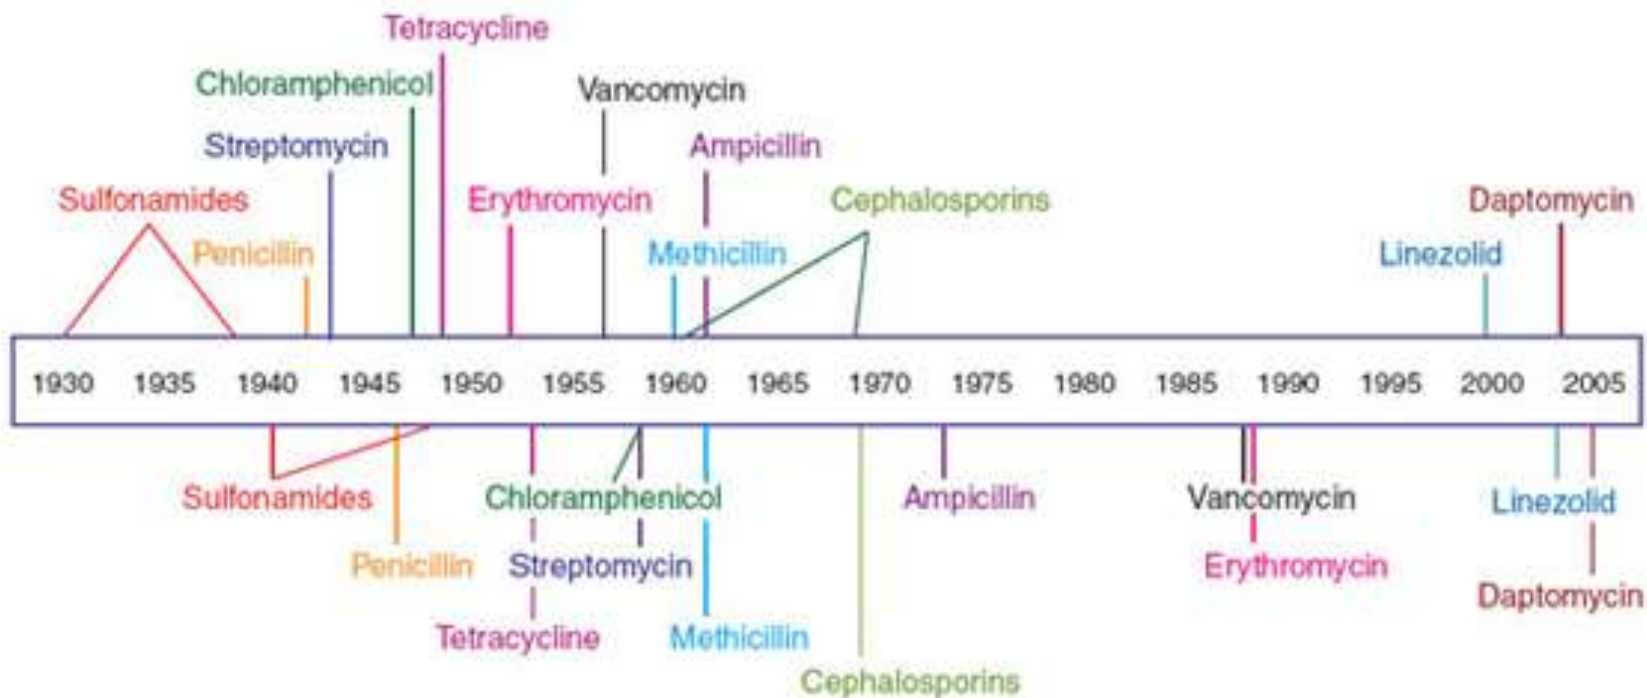 Tetracycline
Chloramphenicol
Vancomycin
Streptomycin
Ampicillin
Sulfonamides
Erythromycin
Cephalosporins
Daptomycin
Penicillin
Methicillin
Linezolid
1930 1935 1940 1945 1950 1955 1960 1965 1970 1975 1980 1985 1990 1995 2000 2005
Sulfonamides
Chloramphenicol
Ampicillin
Vancomycin
Linezolid
Penicillin
Streptomycin
Erythromycin
Daptomycin
Tetracycline
Methicillin
Cephalosporins